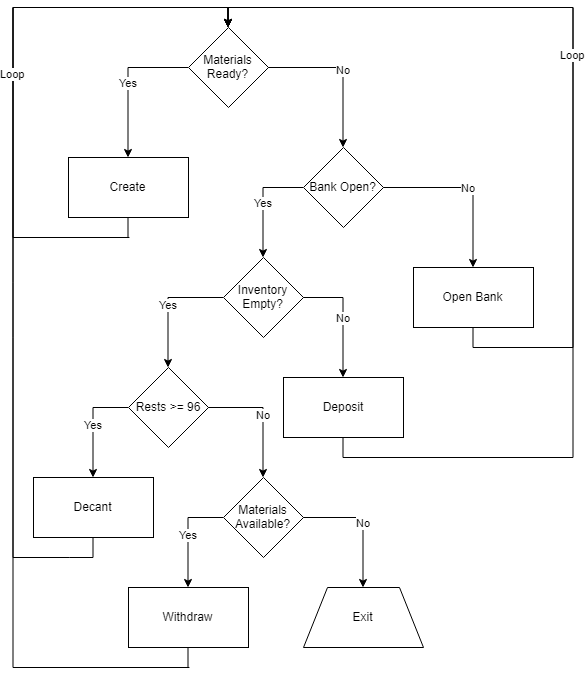 Materials
Ready?
Loop
Yes
No
Loop
Create
Bank Open?
Yes
No
Inventory
Empty?
Open Bank
Yes
No
Rests >= 96
Deposit
Yes
No
Decant
Materials
Available?
Yes
No
Withdraw
Exit